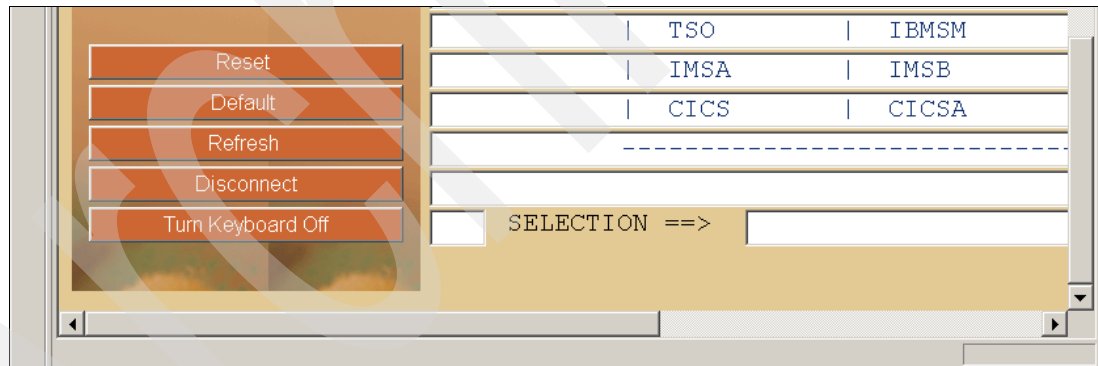 | TSO | IBMSM
Reset
| IMSA | IMSB
Default
| CICS | CICSA
Refresh
------------------------------
Disconnect
Turn Keyboard Off
SELECTION ==>